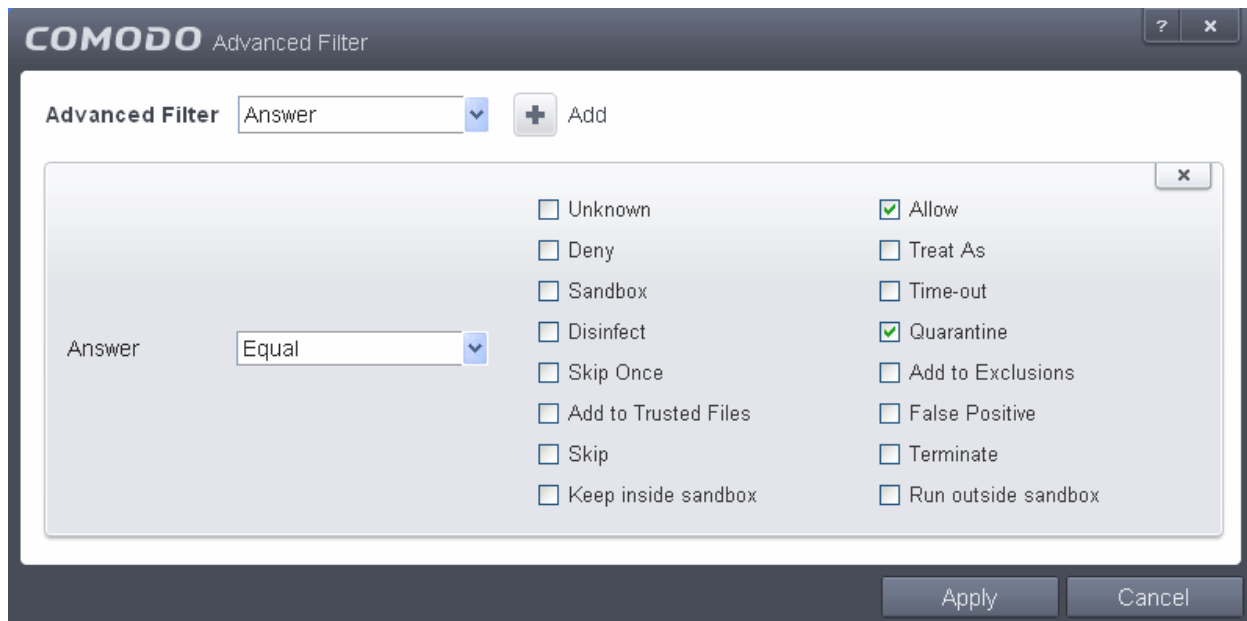 COMODO Advanced Filter
? x
Advanced Filter Answer + Add
x
Unknown Allow
Deny Treat As
Sandbox Time-out
Disinfect Quarantine
Answer Equal
Skip Once Add to Exclusions
Add to Trusted Files False Positive
Skip Terminate
Keep inside sandbox Run outside sandbox
Apply Cancel